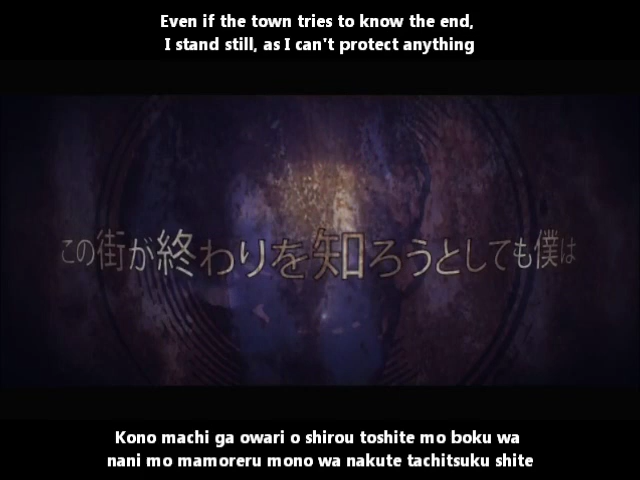 Even if the town tries to know the end,
I stand still, as I can't protect anything
この街が終わりを知ろうとしても僕は
Kono machi ga owari o shirou toshite mo boku wa
nani mo mamoreru mono wa nakute tachitsuku shite